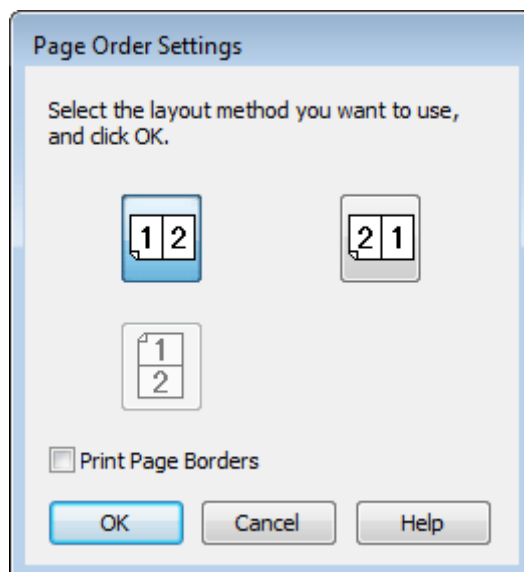 Page Order Settings
Select the layout method you want to use,
and click OK.
1 2
2 1
1
2
Print Page Borders
OK Cancel Help